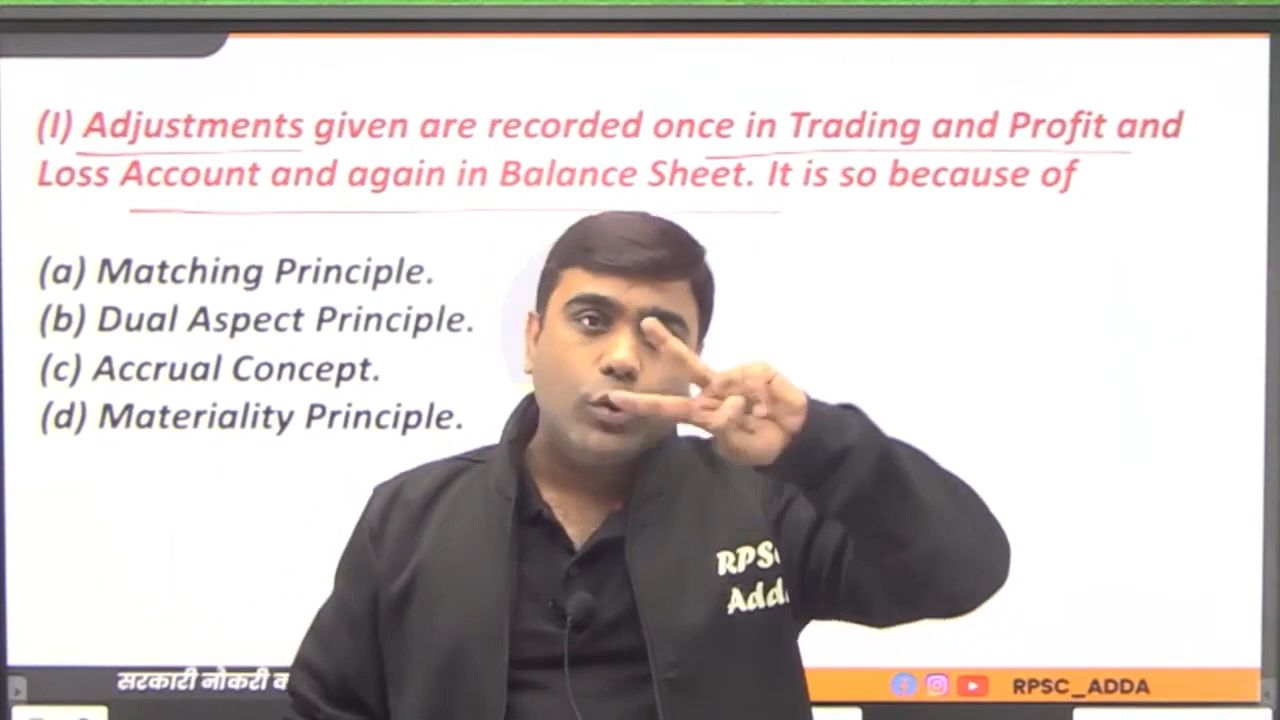 (I) Adjustments given are recorded once in Trading and Profit and
Loss Account and again in Balance Sheet. It is so because of
(a) Matching Principle.
(b) Dual Aspect Principle.
(c) Accrual Concept.
(d) Materiality Principle.
RPSC
Adda
सरकारी नोकरी
RPSC_ADDA